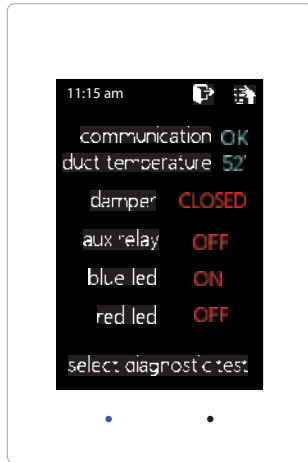 11:15 am
communication OK
duct temperature 52°
damper CLOSED
aux relay OFF
blue led ON
red led OFF
select diagnostic test